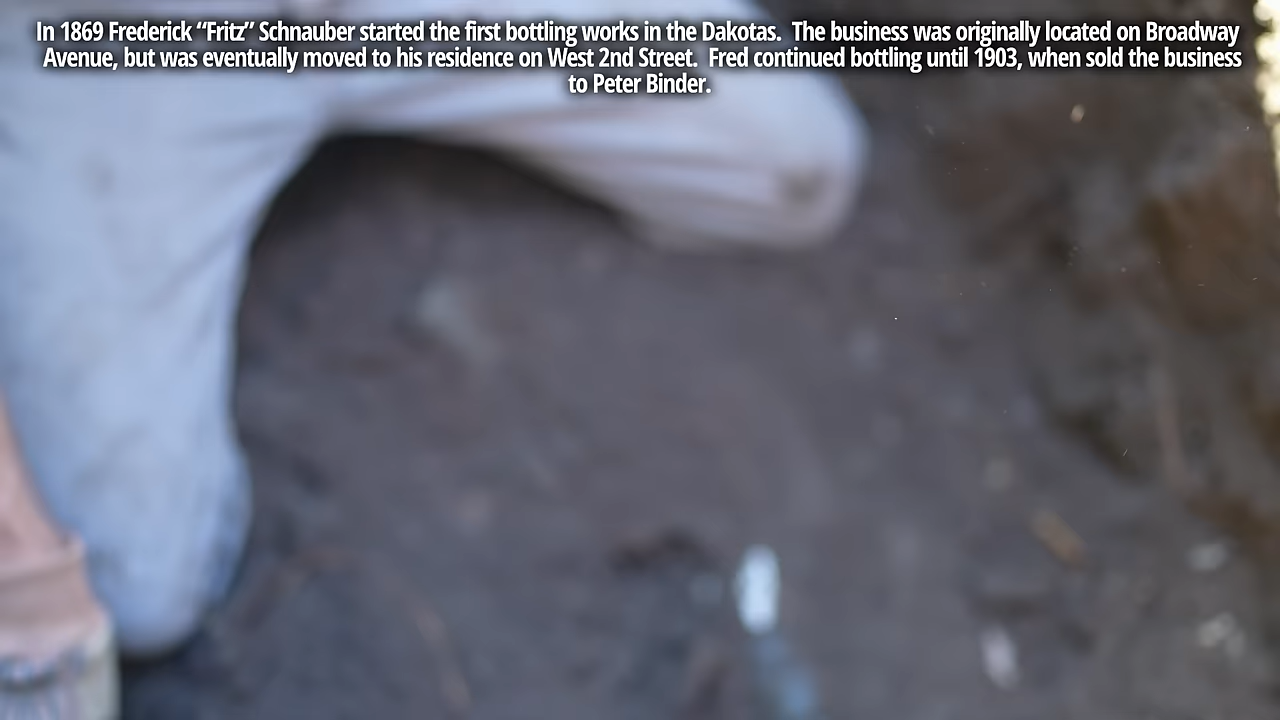 In 1869 Frederick “Fritz” Schnauber started the first bottling works in the Dakotas.  The business was originally located on Broadway
Avenue, but was eventually moved to his residence on West 2nd Street.  Fred continued bottling until 1903, when sold the business
to Peter Binder.